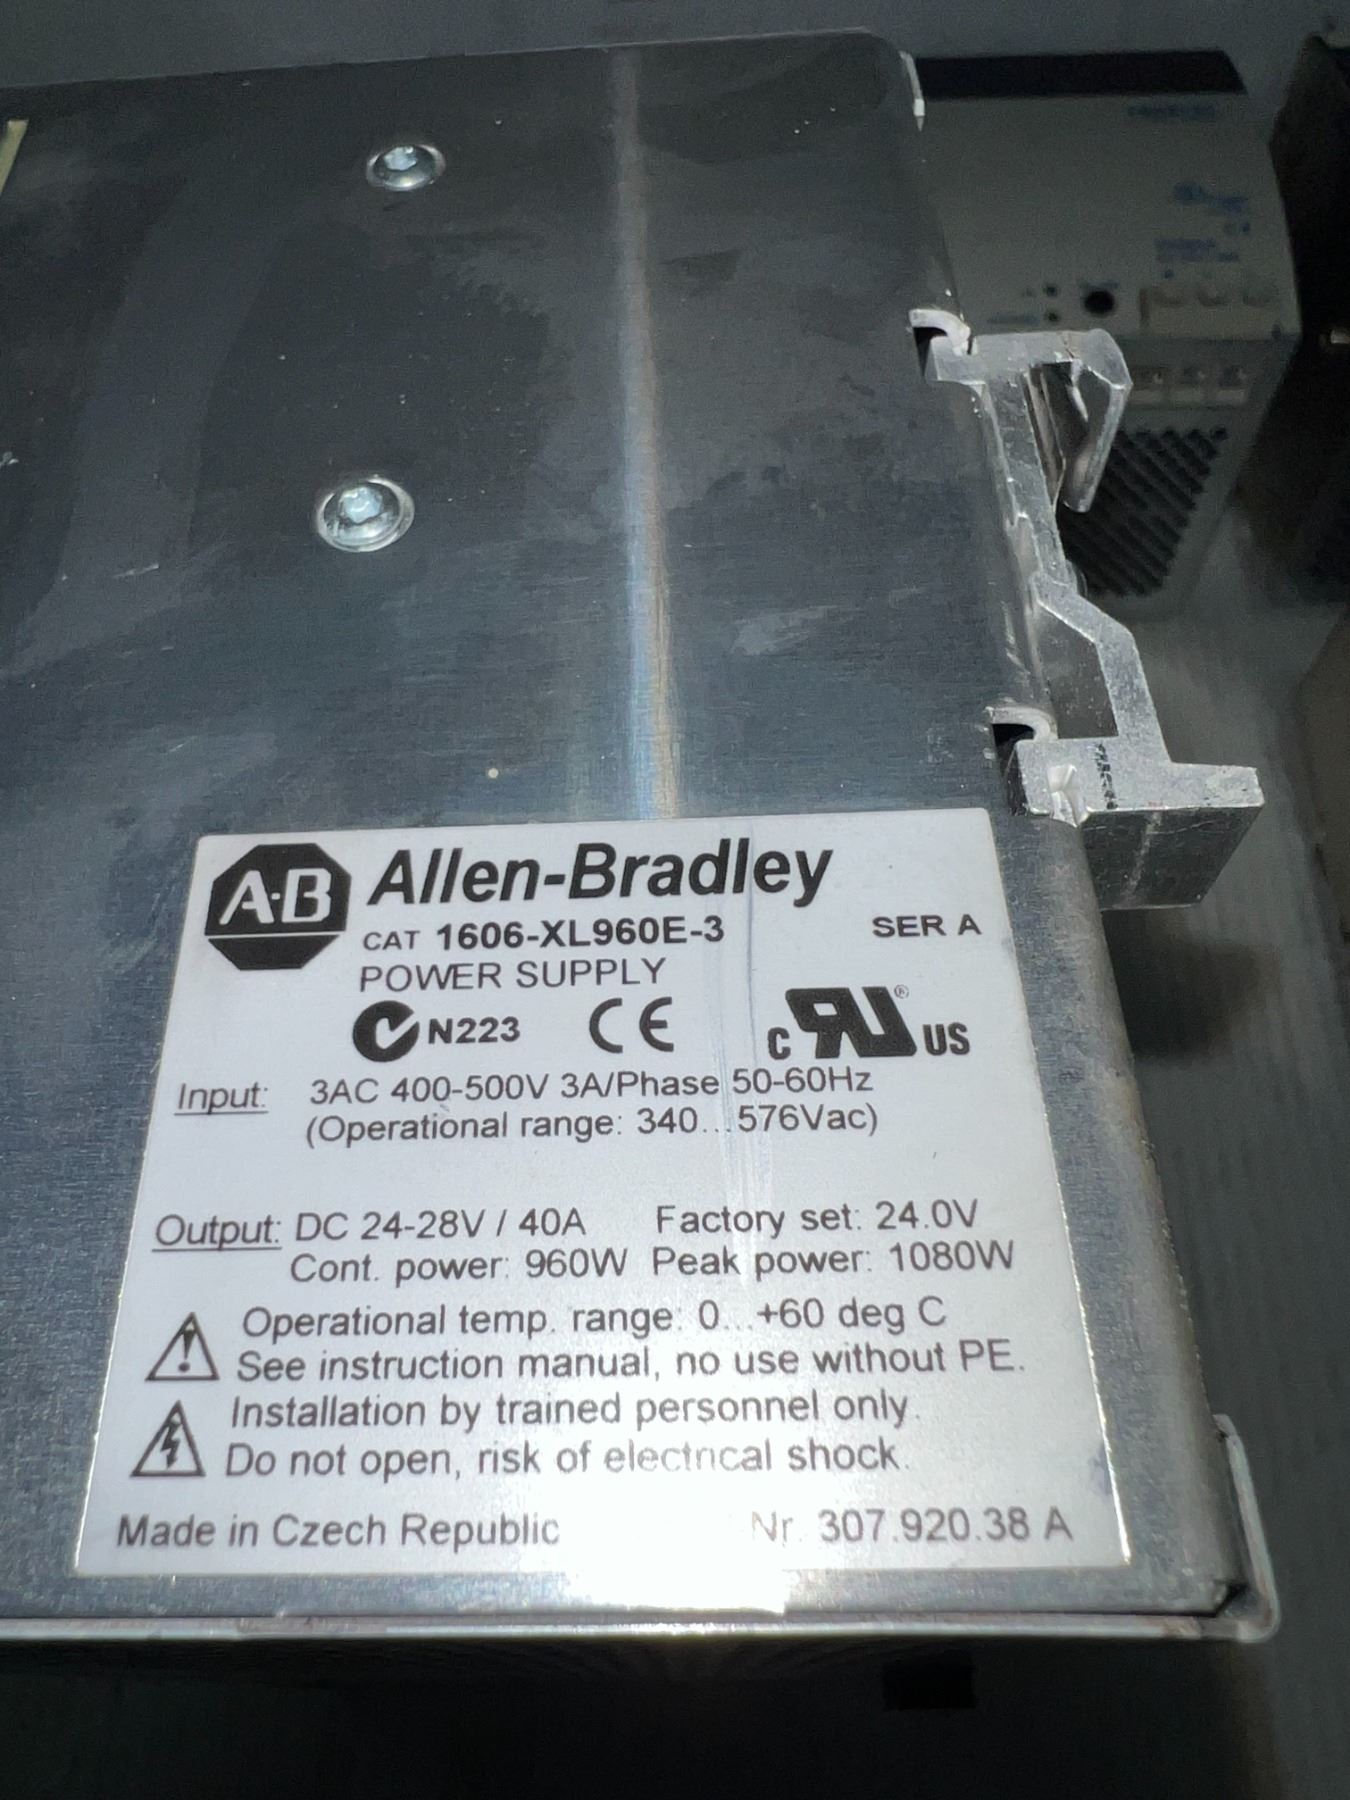 A·B Allen-Bradley
CAT 1606-XL960E-3 SER A
POWER SUPPLY
N223 CE c RU ® US
Input: 3AC 400-500V 3A/Phase 50-60Hz
(Operational range: 340...576Vac)
Output: DC 24-28V / 40A Factory set: 24.0V
Cont. power: 960W Peak power: 1080W
Operational temp. range: 0...+60 deg C
See instruction manual, no use without PE.
Installation by trained personnel only.
Do not open, risk of electrical shock.
Made in Czech Republic Nr. 307.920.38 A